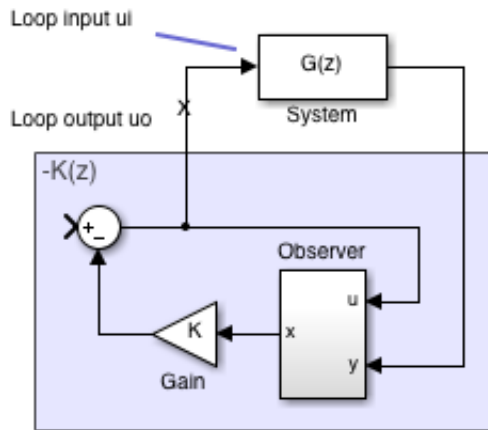 Loop input ui
G(z)
System
Loop output uo
X
-K(z)
+
-
Observer
u
x
y
K
Gain